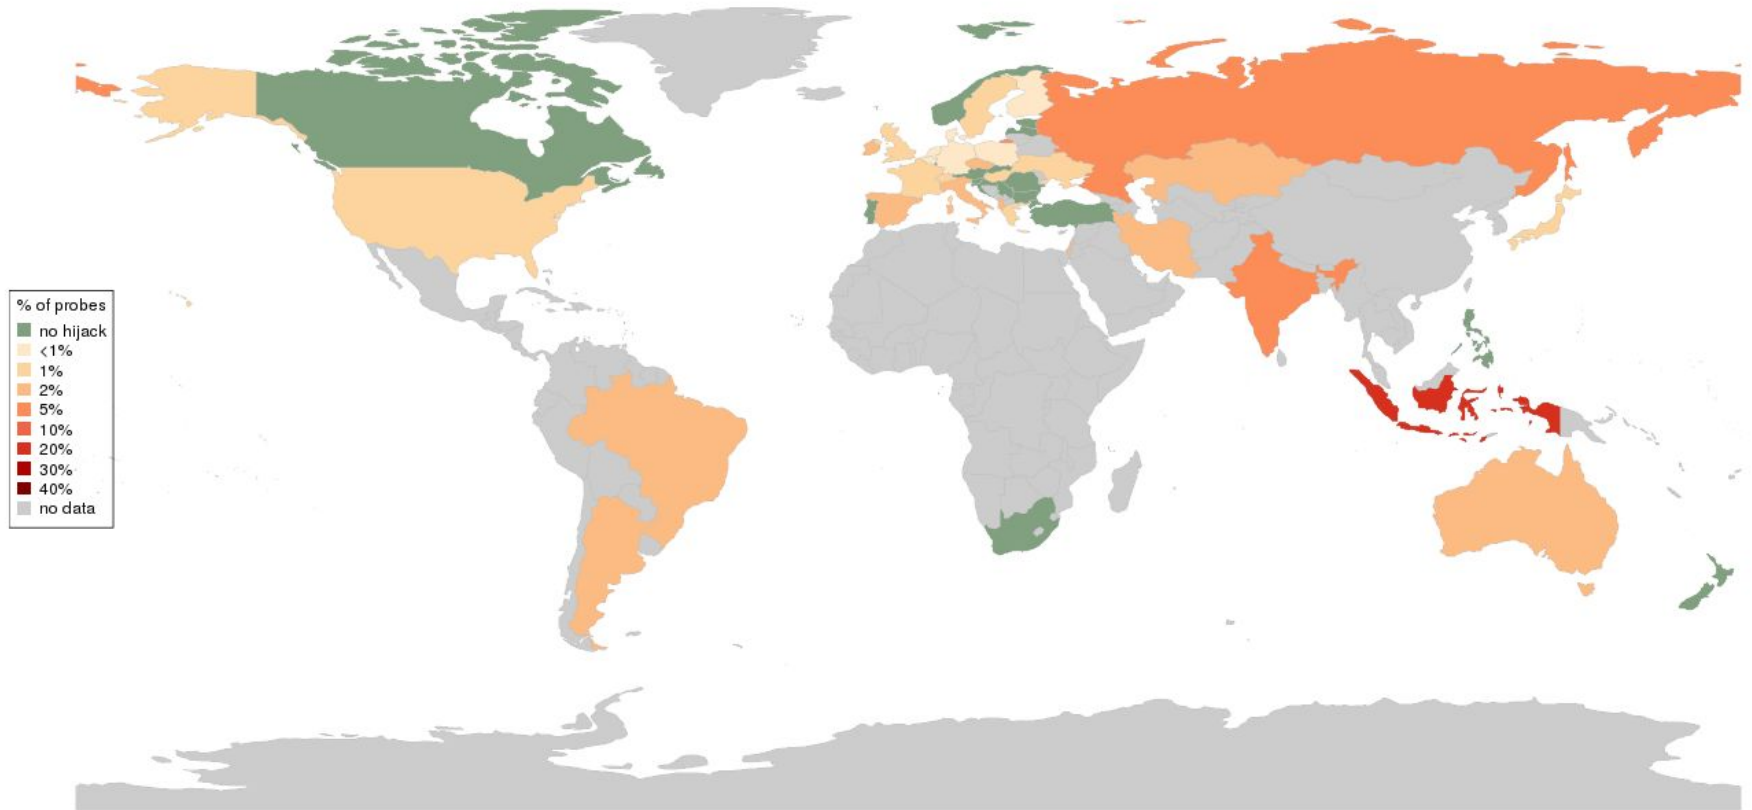 % of probes
no hijack
<1%
1%
2%
5%
10%
20%
30%
40%
no data